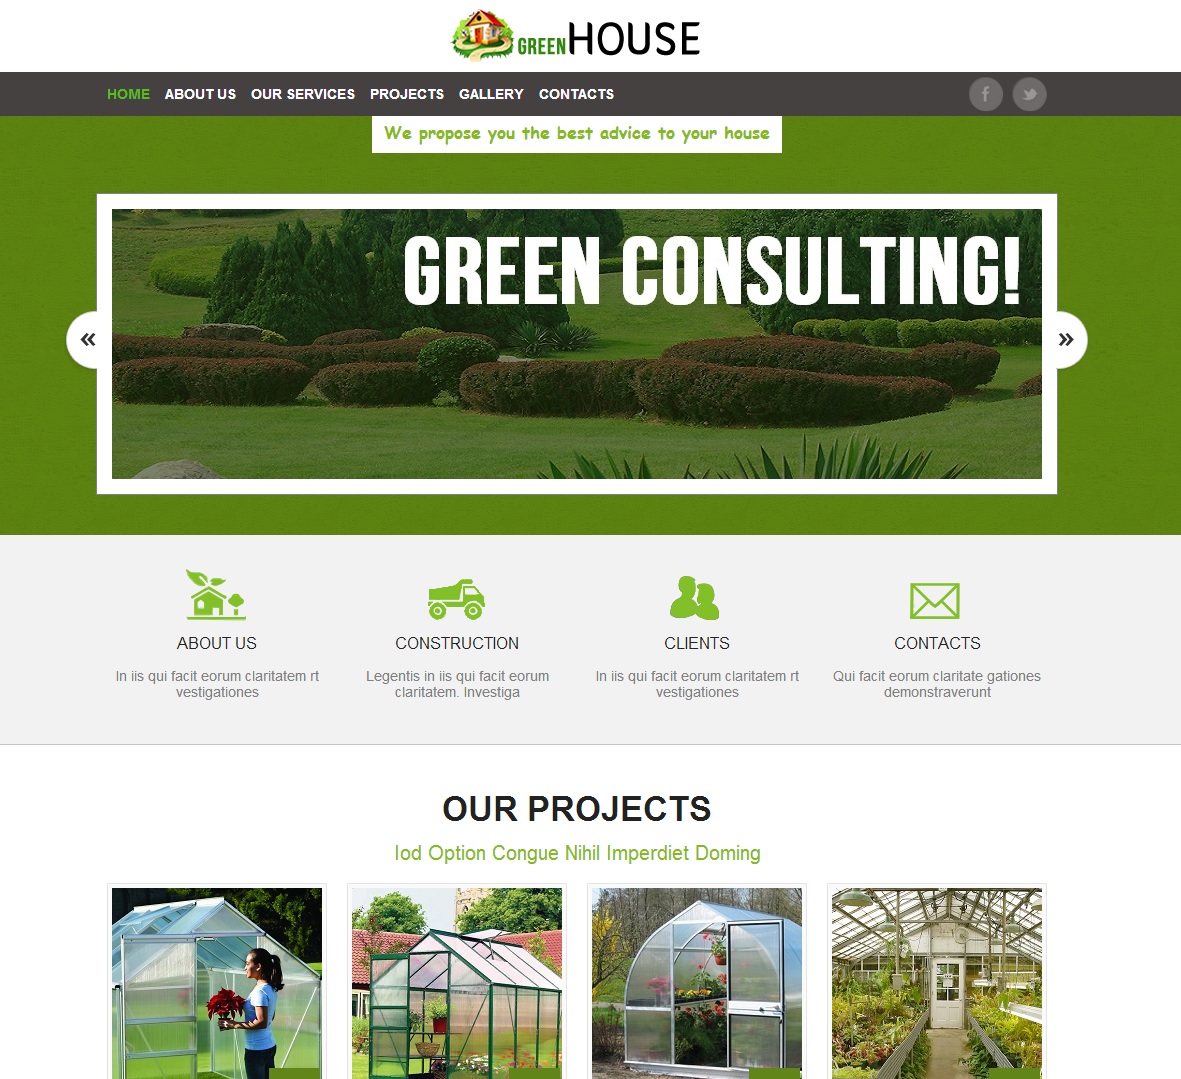 GREEN HOUSE
HOME ABOUT US OUR SERVICES PROJECTS GALLERY CONTACTS
We propose you the best advice to your house
GREEN CONSULTING!
« »
ABOUT US
In iis qui facit eorum claritatem rt
vestigationes
CONSTRUCTION
Legentis in iis qui facit eorum
claritatem. Investiga
CLIENTS
In iis qui facit eorum claritatem rt
vestigationes
CONTACTS
Qui facit eorum claritate gationes
demonstraverunt
OUR PROJECTS
Iod Option Congue Nihil Imperdiet Doming